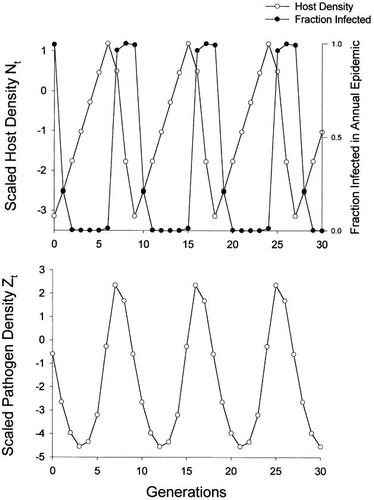 Host Density
Fraction Infected
Scaled Host Density Nt
1
0
-1
-2
-3
1.0
0.5
0.0
Fraction Infected in Annual Epidemic
0 5 10 15 20 25 30
Scaled Pathogen Density Zt
3
2
1
0
-1
-2
-3
-4
-5
0 5 10 15 20 25 30
Generations